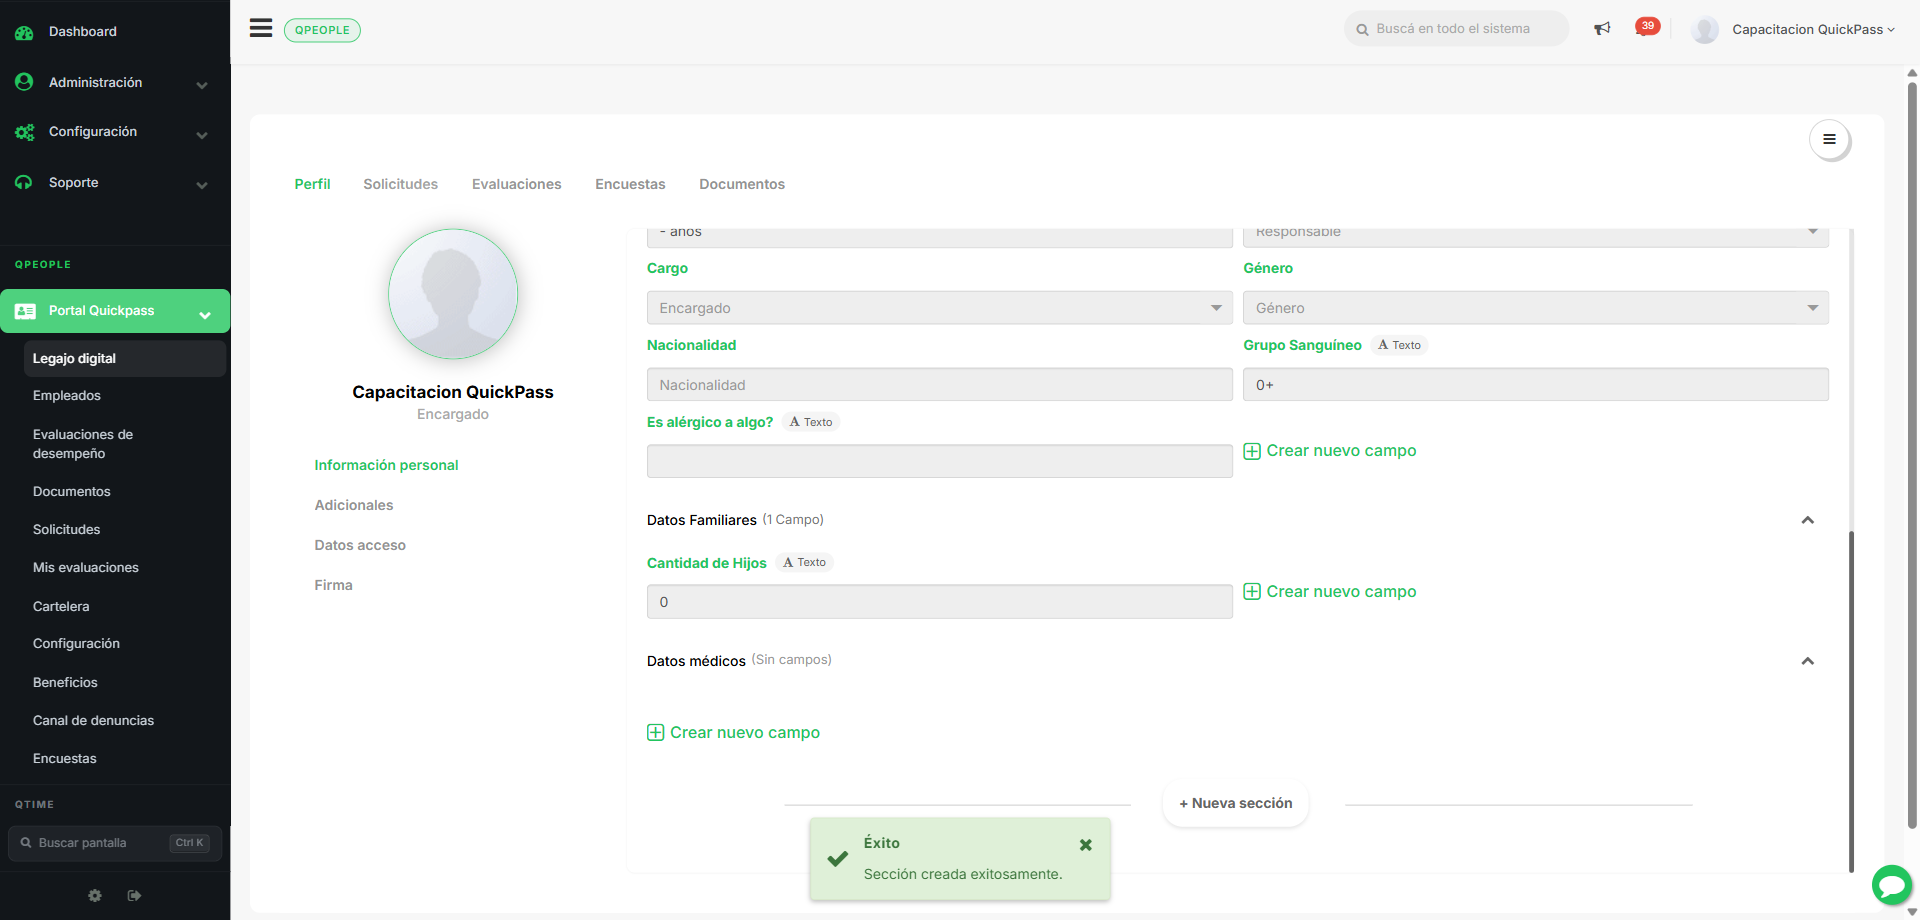 Dashboard
Administración
Configuración
Soporte
QPEOPLE
Portal Quickpass
Legajo digital
Empleados
Evaluaciones de
desempeño
Documentos
Solicitudes
Mis evaluaciones
Cartelera
Configuración
Beneficios
Canal de denuncias
Encuestas
QTIME
Buscar pantalla Ctrl K
QPEOPLE
Buscá en todo el sistema
39
Capacitacion QuickPass
Perfil Solicitudes Evaluaciones Encuestas Documentos
Capacitacion QuickPass
Encargado
Información personal
Adicionales
Datos acceso
Firma
- años Responsable
Cargo Género
Encargado Género
Nacionalidad Grupo Sanguíneo A Texto
Nacionalidad 0+
Es alérgico a algo? A Texto
+ Crear nuevo campo
Datos Familiares (1 Campo)
Cantidad de Hijos A Texto
0 + Crear nuevo campo
Datos médicos (Sin campos)
+ Crear nuevo campo
+ Nueva sección
Éxito
Sección creada exitosamente.